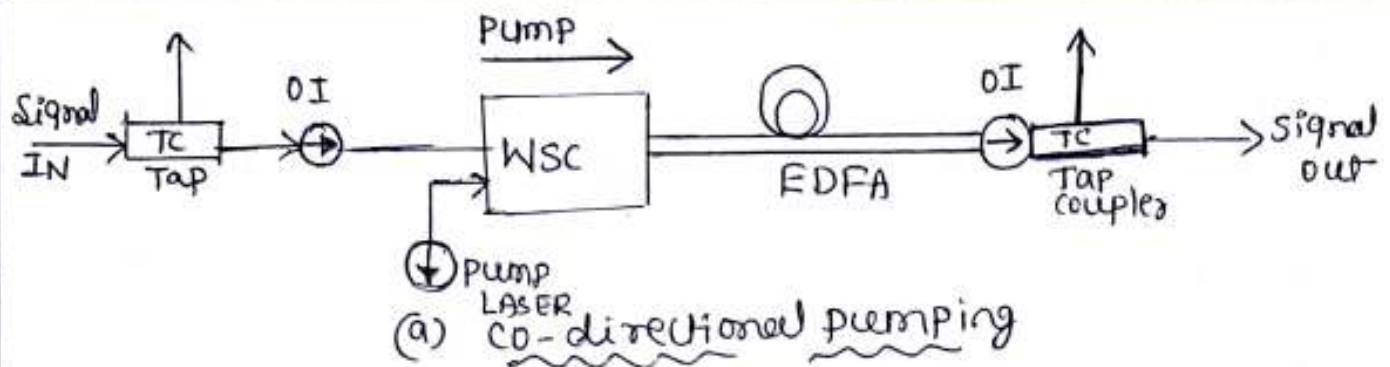 Pump
Signal
IN
TC
Tap
OI
WSC
EDFA
OI
TC
Tap
coupler
Signal
out
Pump
LASER
(a) Co-directional pumping